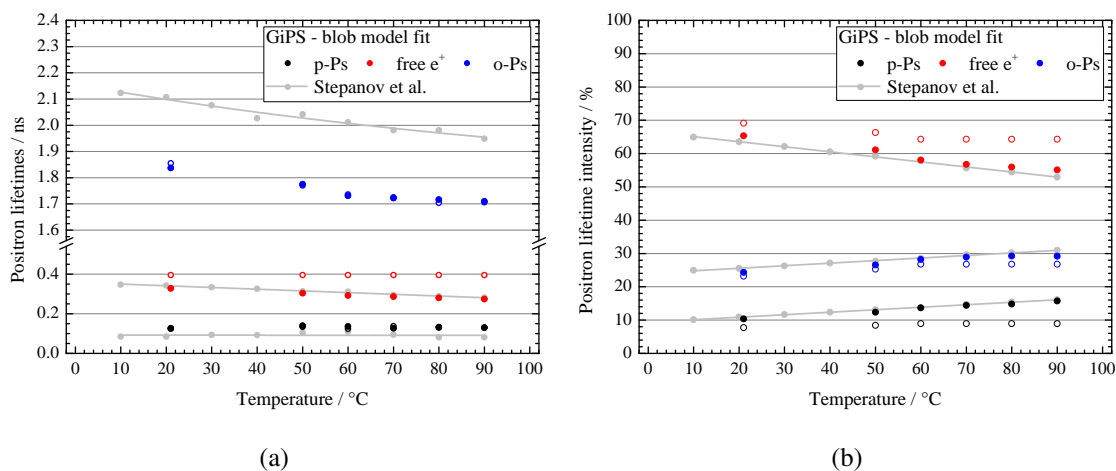 2.4
2.3
2.2
2.1
2.0
1.9
1.8
1.7
1.6
0.4
0.2
0.0
Positron lifetimes / ns
GiPS - blob model fit
p-Ps free e+ o-Ps
Stepanov et al.
0 10 20 30 40 50 60 70 80 90 100
Temperature / °C
(a)
100
90
80
70
60
50
40
30
20
10
0
Positron lifetime intensity / %
GiPS - blob model fit
p-Ps free e+ o-Ps
Stepanov et al.
0 10 20 30 40 50 60 70 80 90 100
Temperature / °C
(b)